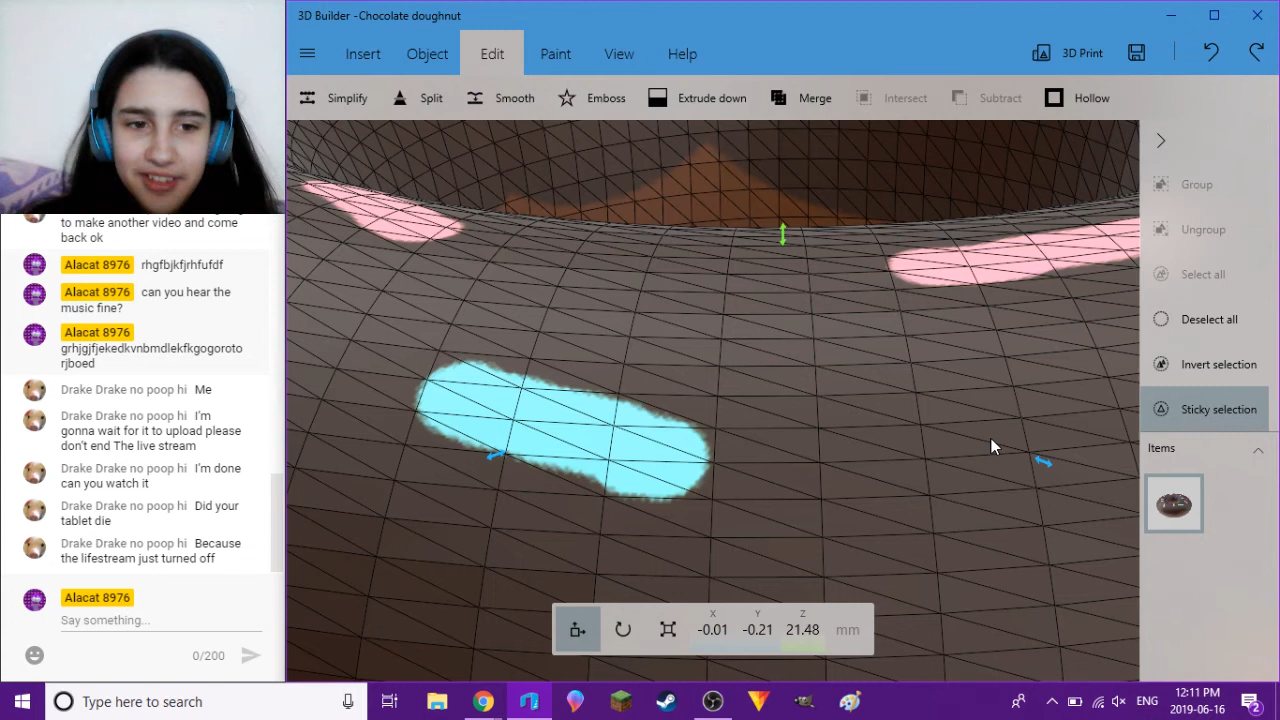 3D Builder -Chocolate doughnut
Insert Object Edit Paint View Help 3D Print
Simplify Split Smooth Emboss Extrude down Merge Intersect Subtract Hollow
Group
Ungroup
Select all
Deselect all
Invert selection
Sticky selection
Items
to make another video and come
back ok
Alacat 8976 rhgfbjkfjrhfufdf
Alacat 8976 can you hear the
music fine?
Alacat 8976
grhjgjfjekedkvnbmdlekfkgogoroto
rjboed
Drake Drake no poop hi Me
Drake Drake no poop hi I'm
gonna wait for it to upload please
don't end The live stream
Drake Drake no poop hi I'm done
can you watch it
Drake Drake no poop hi Did your
tablet die
Drake Drake no poop hi Because
the lifestream just turned off
Alacat 8976
Say something...
0/200
X Y Z
-0.01 -0.21 21.48 mm
Type here to search
ENG
12:11 PM
2019-06-16
2